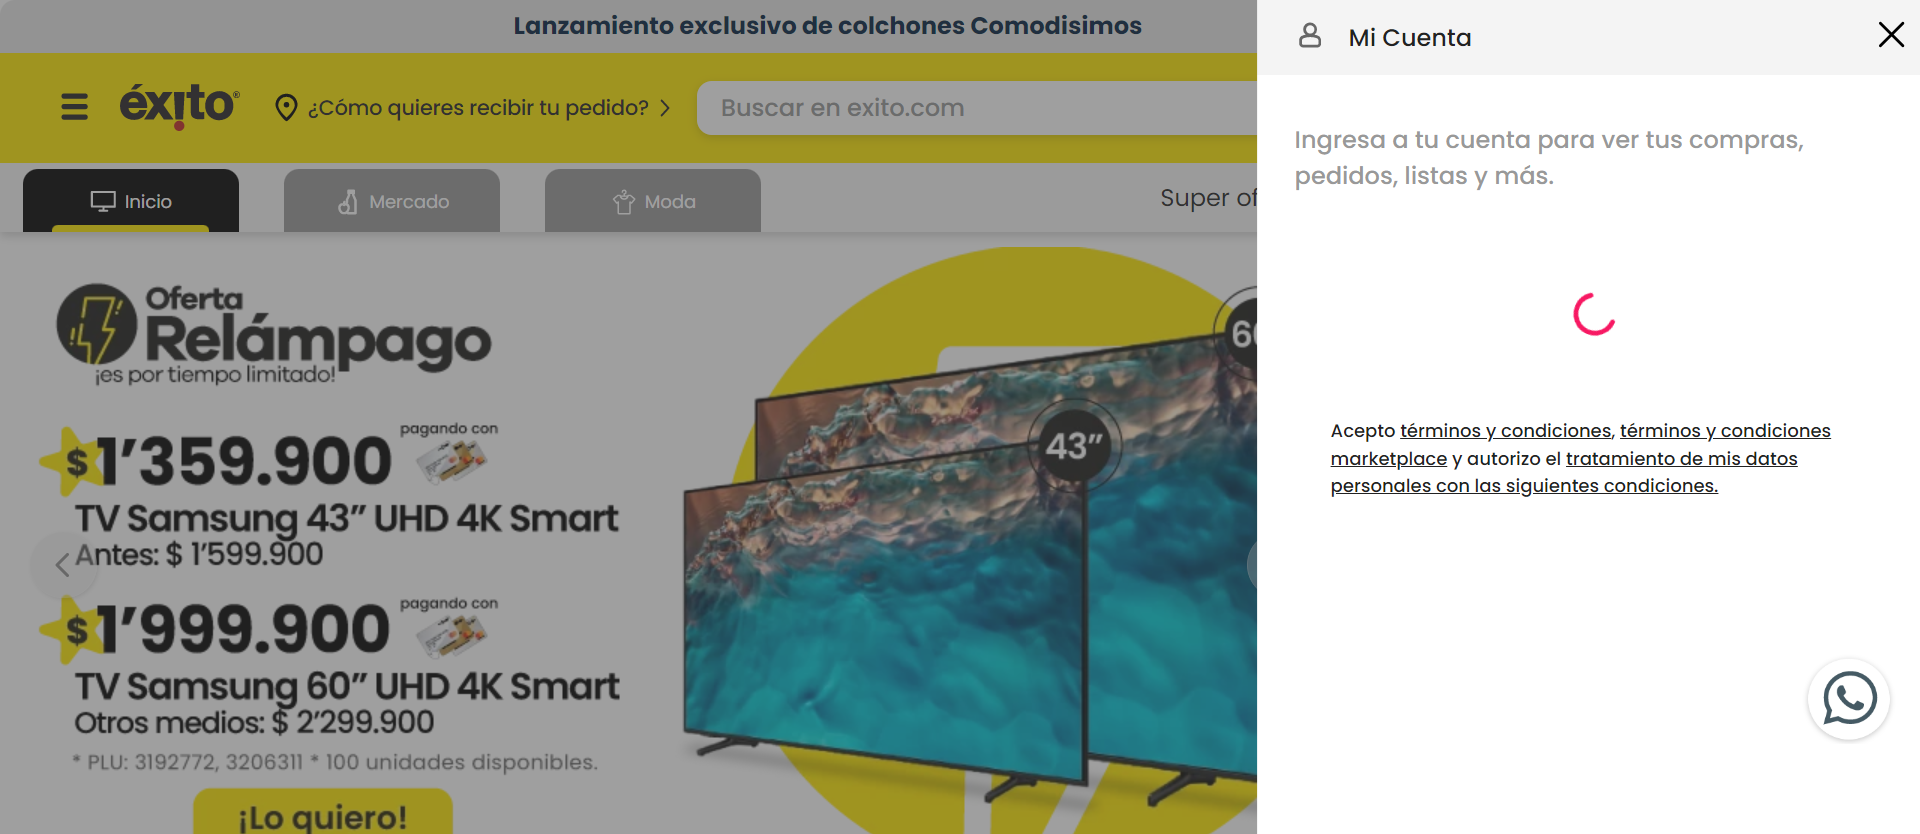 Lanzamiento exclusivo de colchones Comodisimos
Mi Cuenta
éxito®
¿Cómo quieres recibir tu pedido?
Buscar en exito.com
Ingresa a tu cuenta para ver tus compras,
pedidos, listas y más.
Inicio
Mercado
Moda
Super of
Oferta
Relámpago
¡es por tiempo limitado!
60
43”
pagando con
$1’359.900
TV Samsung 43” UHD 4K Smart
Antes: $ 1’599.900
pagando con
$1’999.900
TV Samsung 60” UHD 4K Smart
Otros medios: $ 2’299.900
* PLU: 3192772, 3206311 * 100 unidades disponibles.
¡Lo quiero!
Acepto términos y condiciones, términos y condiciones
marketplace y autorizo el tratamiento de mis datos
personales con las siguientes condiciones.